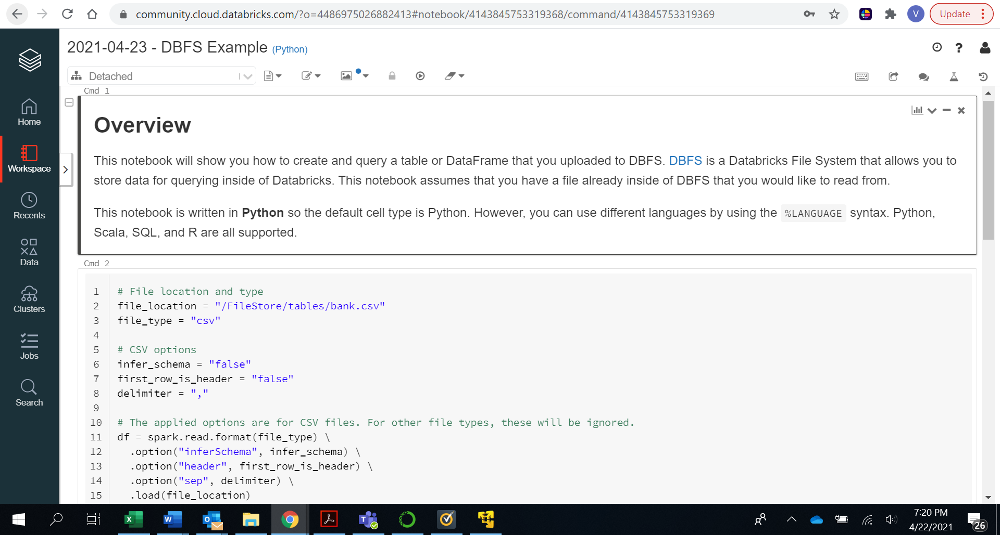 community.cloud.databricks.com/?o=4486975026882413#notebook/4143845753319368/command/4143845753319369
V
Update
2021-04-23 - DBFS Example (Python)
Detached
Cmd 1
Home
Workspace
Recents
Data
Clusters
Jobs
Search
Overview
This notebook will show you how to create and query a table or DataFrame that you uploaded to DBFS. DBFS is a Databricks File System that allows you to
store data for querying inside of Databricks. This notebook assumes that you have a file already inside of DBFS that you would like to read from.
This notebook is written in Python so the default cell type is Python. However, you can use different languages by using the %LANGUAGE syntax. Python,
Scala, SQL, and R are all supported.
Cmd 2
1 # File location and type
2 file_location = "/FileStore/tables/bank.csv"
3 file_type = "csv"
4
5 # CSV options
6 infer_schema = "false"
7 first_row_is_header = "false"
8 delimiter = ","
9
10 # The applied options are for CSV files. For other file types, these will be ignored.
11 df = spark.read.format(file_type) \
12 .option("inferSchema", infer_schema) \
13 .option("header", first_row_is_header) \
14 .option("sep", delimiter) \
15 .load(file_location)
7:20 PM
4/22/2021
26